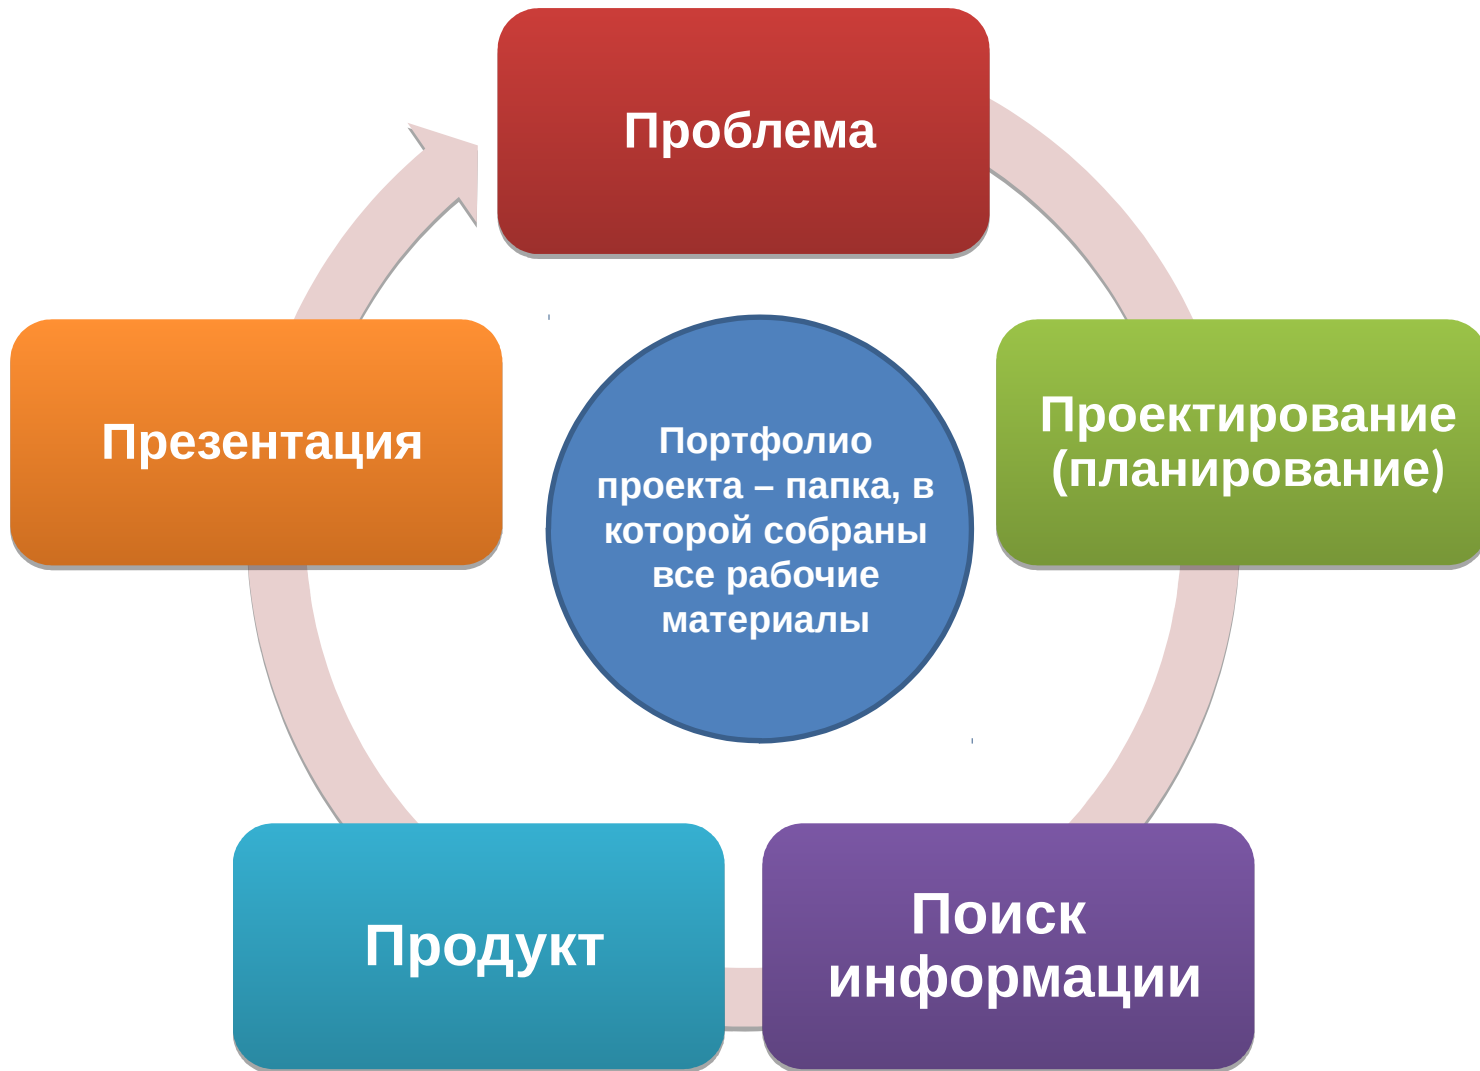 Проблема
Проектирование
(планирование)
Поиск
информации
Продукт
Презентация
Портфолио
проекта – папка, в
которой собраны
все рабочие
материалы